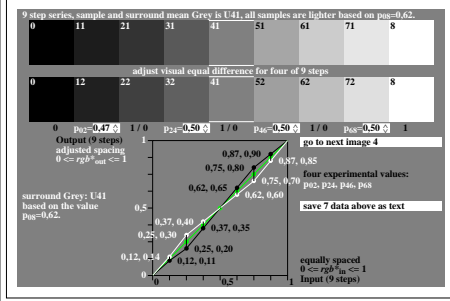 9 step series, sample and surround mean Grey is U41, all samples are lighter based on p08=0,62.
0 11 21 31 41 51 61 71 8
adjust visual equal difference for four of 9 steps
0 12 22 32 41 52 62 72 8
0 p02=0,47 1 / 0 p24=0,50 1 / 0 p46=0,50 1 / 0 p68=0,50 1
Output (9 steps)
adjusted spacing
0 <= rgb*out <= 1
surround Grey: U41
based on the value
p08=0,62.
1
0,5
0
0,87, 0,90
0,75, 0,80
0,87, 0,85
0,62, 0,65
0,75, 0,70
0,62, 0,60
0,37, 0,40
0,25, 0,30
0,37, 0,35
0,25, 0,20
0,12, 0,14
0,12, 0,11
0 0,5 1
go to next image 4
four experimental values:
p02, p24, p46, p68
save 7 data above as text
equally spaced
0 <= rgb*in <= 1
Input (9 steps)